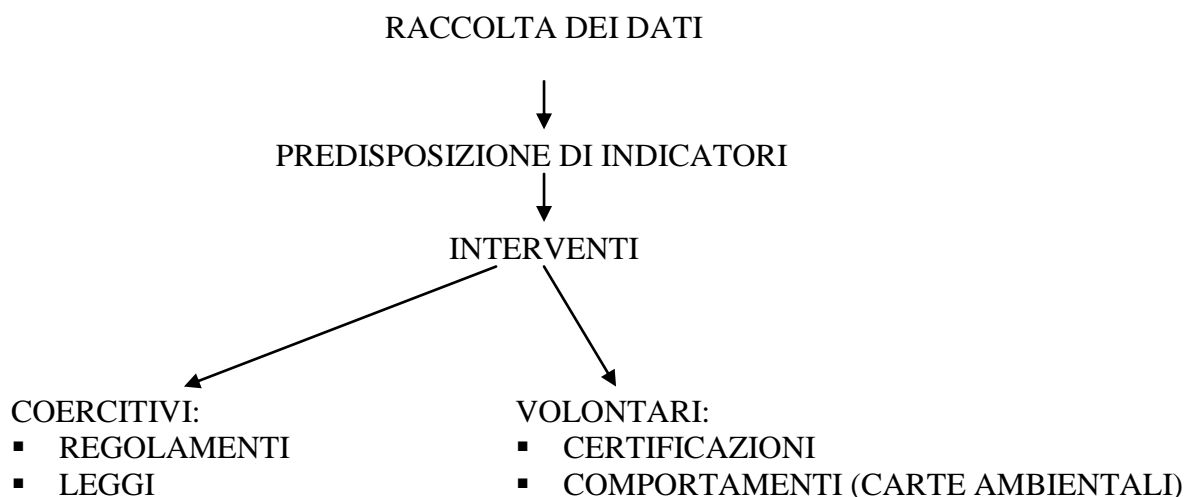 RACCOLTA DEI DATI
PREDISPOSIZIONE DI INDICATORI
INTERVENTI
COERCITIVI:
▪ REGOLAMENTI
▪ LEGGI
VOLONTARI:
▪ CERTIFICAZIONI
▪ COMPORTAMENTI (CARTE AMBIENTALI)